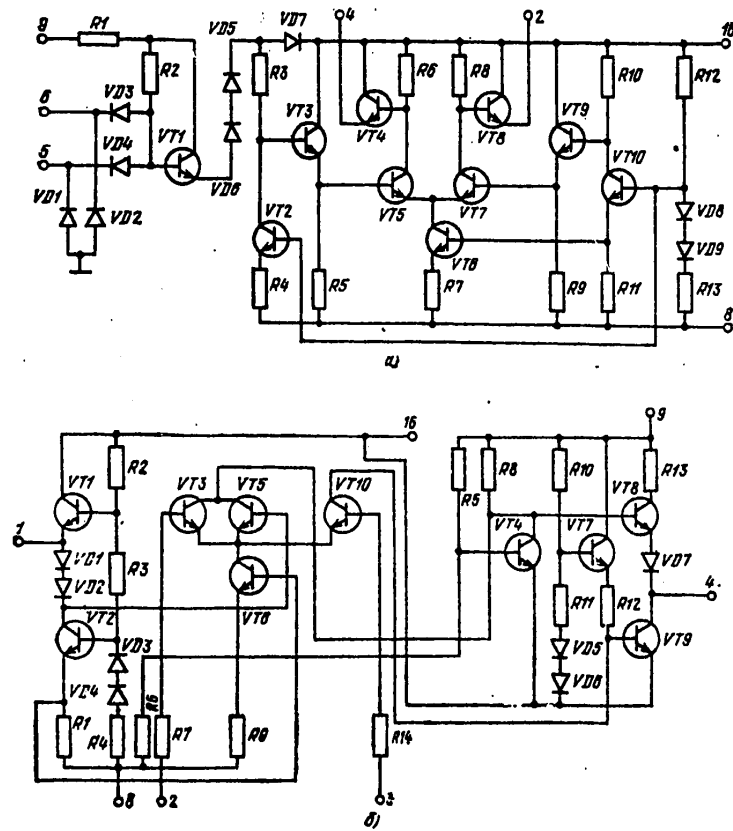 4 2
9 R1 VD5 VD7 16
R2 R3 R6 R8 R10 R12
VD3
6 VT3 VT9
VT4 VT8
VD4 VT1 VT10
5
VD1 VD2 VD6 VT5 VT7 VD8
VT2 VT6 VD9
R4 R5 R7 R9 R11 R13
8
а)
16 9
VT1 R2 VT3 VT5 VT10 R5 R8 R10 VT8 R13
1 VT4 VT7
VD1 VD7
VD2 R3
4
VT2 VT6 R11 R12
VD3 VD5 VT9
VD4 VD6
R1 R4 R6 R7 R9 R14
8 2 3
б)